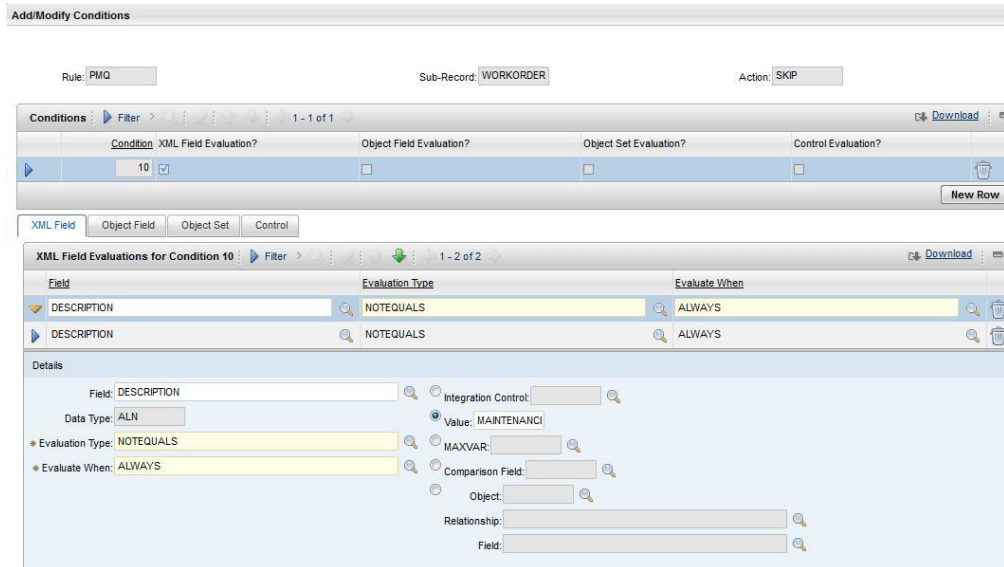 Add/Modify Conditions
Rule: PMQ Sub-Record: WORKORDER Action: SKIP
Conditions Filter > 1 - 1 of 1 Download
Condition XML Field Evaluation? Object Field Evaluation? Object Set Evaluation? Control Evaluation?
10
New Row
XML Field Object Field Object Set Control
XML Field Evaluations for Condition 10 Filter > 1 - 2 of 2 Download
Field Evaluation Type Evaluate When
DESCRIPTION NOTEQUALS ALWAYS
DESCRIPTION NOTEQUALS ALWAYS
Details
Field: DESCRIPTION Integration Control:
Data Type: ALN Value: MAINTENANCE
* Evaluation Type: NOTEQUALS MAXVAR:
* Evaluate When: ALWAYS Comparison Field:
Object:
Relationship:
Field: